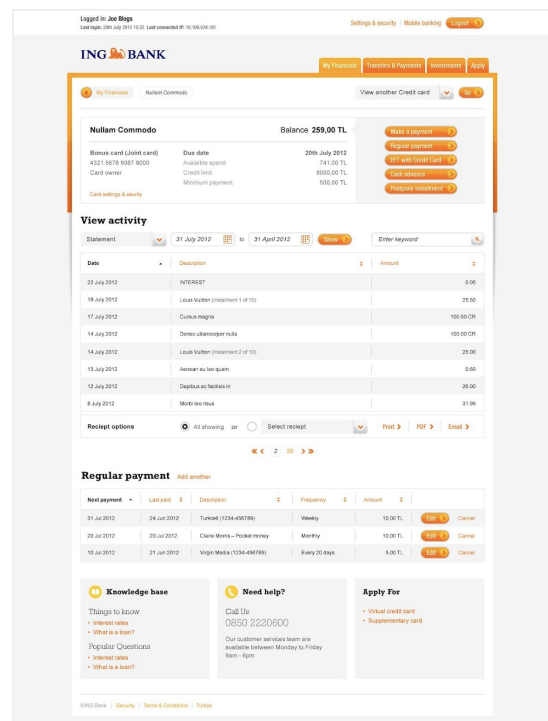 Logged in: Joe Blogs
Last login: 28th July 2012 15.32 Last connected IP: 10.109.624.101
Settings & security | Mobile banking Logout
ING BANK
My Financials Transfers & Payments Investments Apply
My Financials Nullam Commodo View another Credit card Go
Nullam Commodo Balance 259,00 TL Make a payment
Regular payment
Bonus card (Joint card) Due date 20th July 2012
4321 5678 9087 8000 Avaialble spend 741,00 TL EFT with Credit Card
Card owner Credit limit 8000,00 TL Cash advance
Minimum payment 500,00 TL Postpone installment
Card settings & seurity
View activity
Statement 31 July 2012 to 31 April 2012 Show Enter keyword
Date Description Amount
22 July 2012 INTEREST 0.05
18 July 2012 Louis Vuitton (instalment 1 of 10) 25.50
17 July 2012 Cursus magna 100.50 CR
14 July 2012 Donec ullamcorper nulla 100.00 CR
14 July 2012 Louis Vuitton (instalment 2 of 10) 25.00
13 July 2012 Aenean eu leo quam 0.69
12 July 2012 Dapibus ac facilisis in 26.00
8 July 2012 Morbi leo risus 31.99
Reciept options All showing or Select reciept Print PDF Email
2 20
Regular payment Add another
Next payment Last paid Description Frequency Amount
31 Jul 2012 24 Jun 2012 Turkcell (1234-456789) Weekly 10,00 TL Edit Cancel
20 Jul 2012 20 Jul 2012 Claire Morris – Pocket money Monthly 10,00 TL Edit Cancel
10 Jul 2012 21 Jun 2012 Virgin Media (1234-456789) Every 20 days 5,00 TL Edit Cancel
Knowledge base Need help? Apply For
Things to know Call Us • Virtual credit card
• Interest rates 0850 2220600 • Supplementary card
• What is a loan?
Our customer services team are
Popular Questions available between Monday to Friday
• Interest rates 9am - 6pm
• What is a loan?
©ING Bank | Security | Terms & Conditions | Türkçe